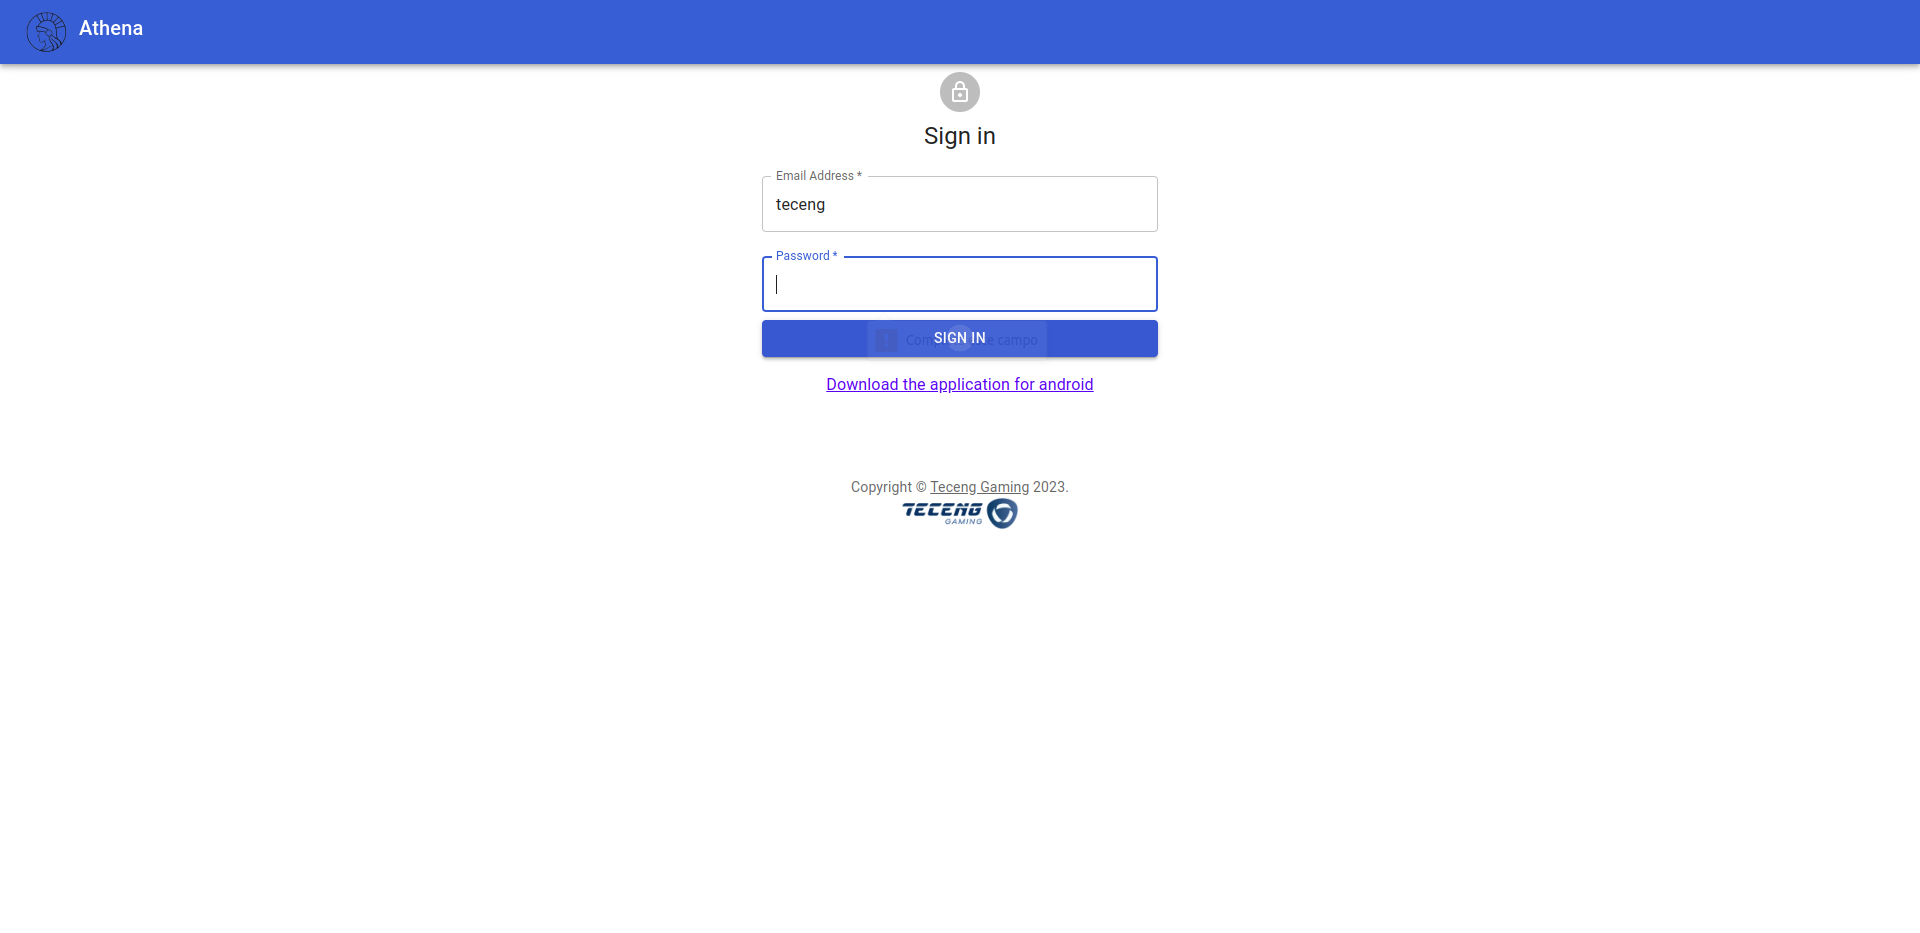 Athena
Sign in
Email Address *
teceng
Password *
SIGN IN
campo
Download the application for android
Copyright © Teceng Gaming 2023.
TECENG
GAMING